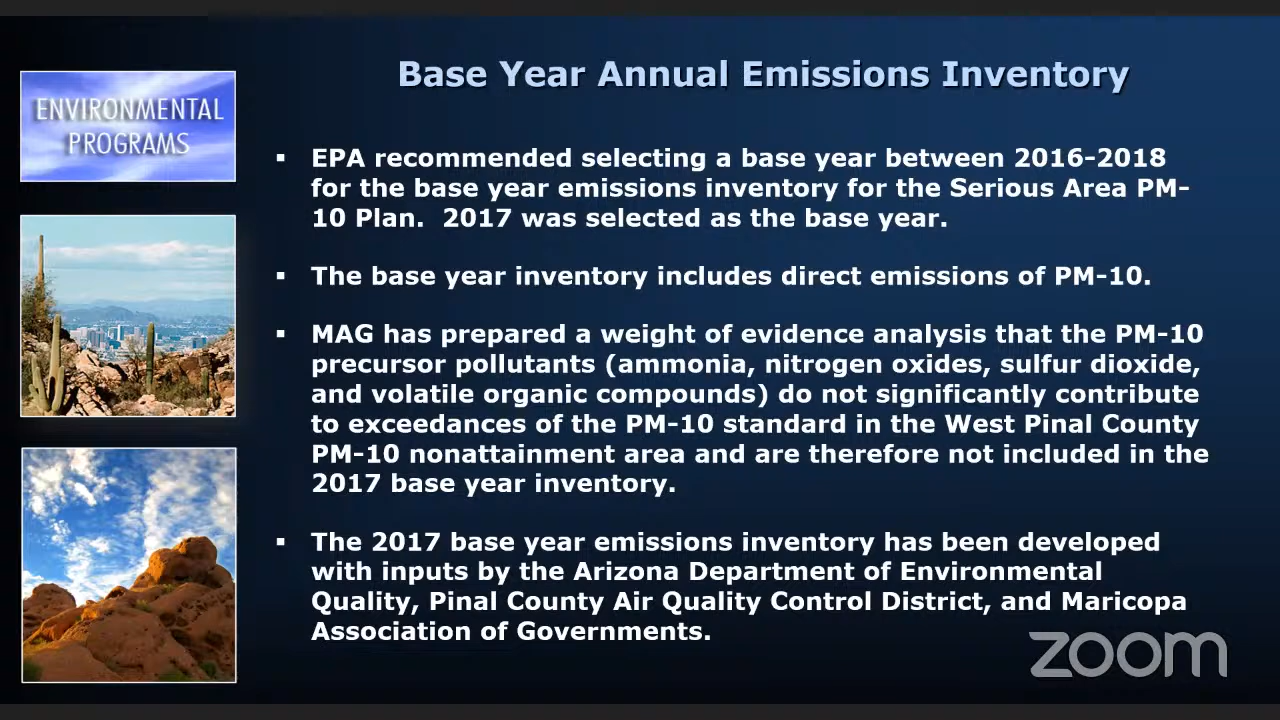 Base Year Annual Emissions Inventory
ENVIRONMENTAL
PROGRAMS
▪ EPA recommended selecting a base year between 2016-2018
for the base year emissions inventory for the Serious Area PM-
10 Plan.  2017 was selected as the base year.
▪ The base year inventory includes direct emissions of PM-10.
▪ MAG has prepared a weight of evidence analysis that the PM-10
precursor pollutants (ammonia, nitrogen oxides, sulfur dioxide,
and volatile organic compounds) do not significantly contribute
to exceedances of the PM-10 standard in the West Pinal County
PM-10 nonattainment area and are therefore not included in the
2017 base year inventory.
▪ The 2017 base year emissions inventory has been developed
with inputs by the Arizona Department of Environmental
Quality, Pinal County Air Quality Control District, and Maricopa
Association of Governments.
zoom